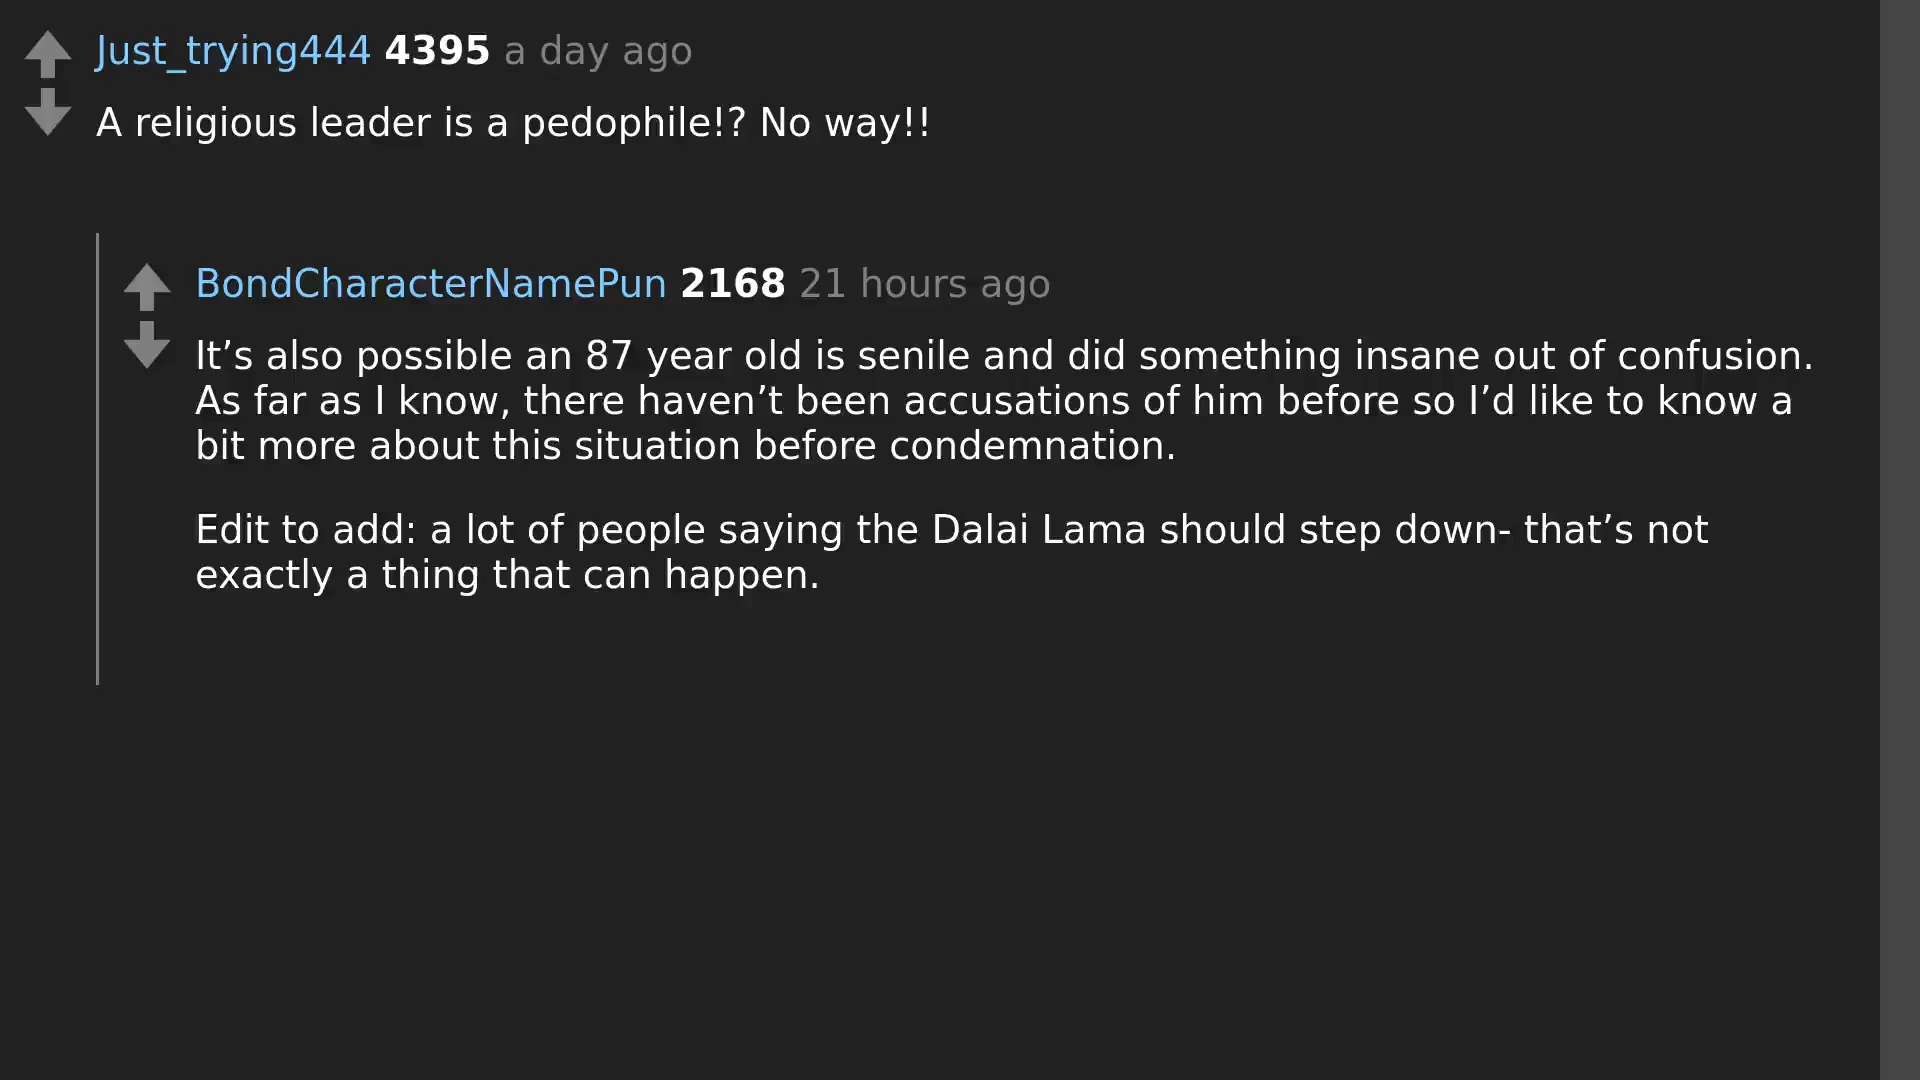 Just_trying444 4395 a day ago
A religious leader is a pedophile!? No way!!
BondCharacterNamePun 2168 21 hours ago
It’s also possible an 87 year old is senile and did something insane out of confusion.
As far as I know, there haven’t been accusations of him before so I’d like to know a
bit more about this situation before condemnation.
Edit to add: a lot of people saying the Dalai Lama should step down- that’s not
exactly a thing that can happen.